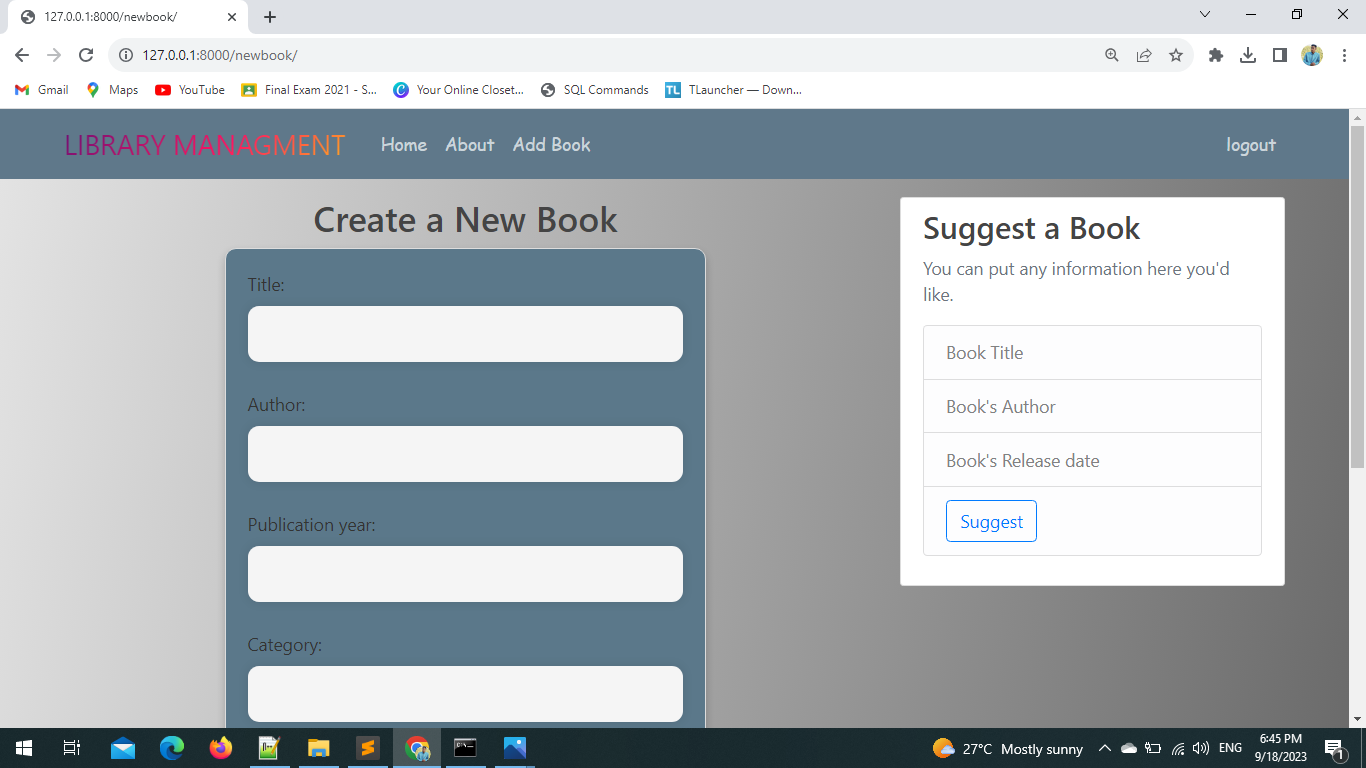 127.0.0.1:8000/newbook/
127.0.0.1:8000/newbook/
Gmail Maps YouTube Final Exam 2021 - S... Your Online Closet... SQL Commands TL TLauncher — Down...
LIBRARY MANAGMENT Home About Add Book logout
Create a New Book
Title:
Author:
Publication year:
Category:
Suggest a Book
You can put any information here you'd
like.
Book Title
Book's Author
Book's Release date
Suggest
27°C Mostly sunny ENG 6:45 PM
9/18/2023
1